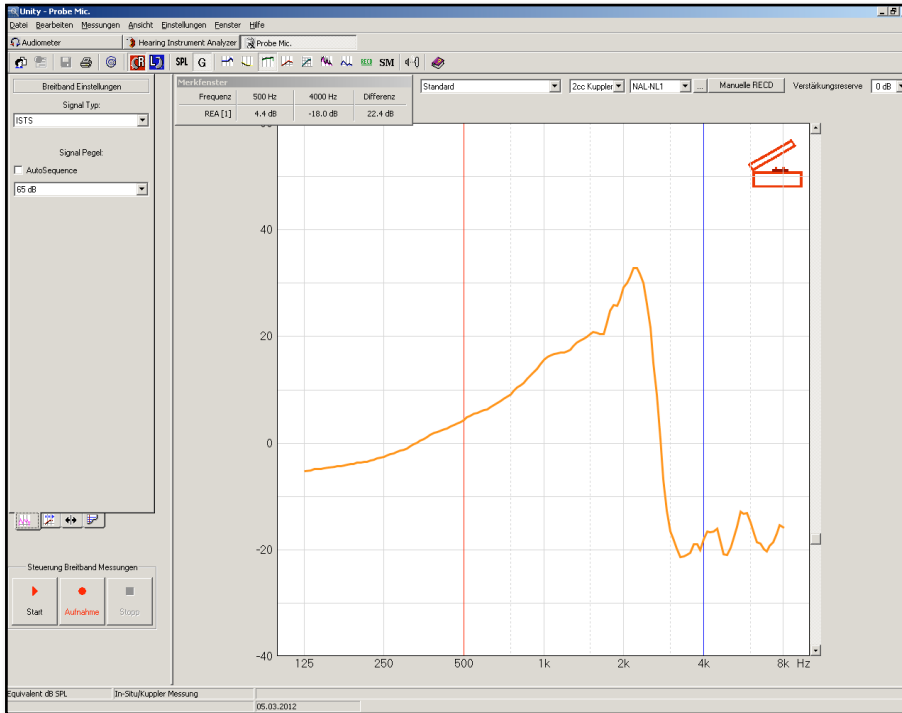 Unity - Probe Mic.
Datei Bearbeiten Messungen Ansicht Einstellungen Fenster Hilfe
Audiometer Hearing Instrument Analyzer Probe Mic.
SPL G RECD SM
Breitband Einstellungen
Signal Typ:
ISTS
Signal Pegel:
AutoSequence
65 dB
Merkfenster
Frequenz 500 Hz 4000 Hz Differenz
REA [1] 4.4 dB -18.0 dB 22.4 dB
Standard 2cc Kuppler NAL-NL1 ... Manuelle RECD Verstärkungsreserve 0 dB
40
20
0
-20
-40
125 250 500 1k 2k 4k 8k Hz
Steuerung Breitband Messungen
Start Aufnahme Stopp
Equivalent dB SPL In-Situ/Kuppler Messung
05.03.2012